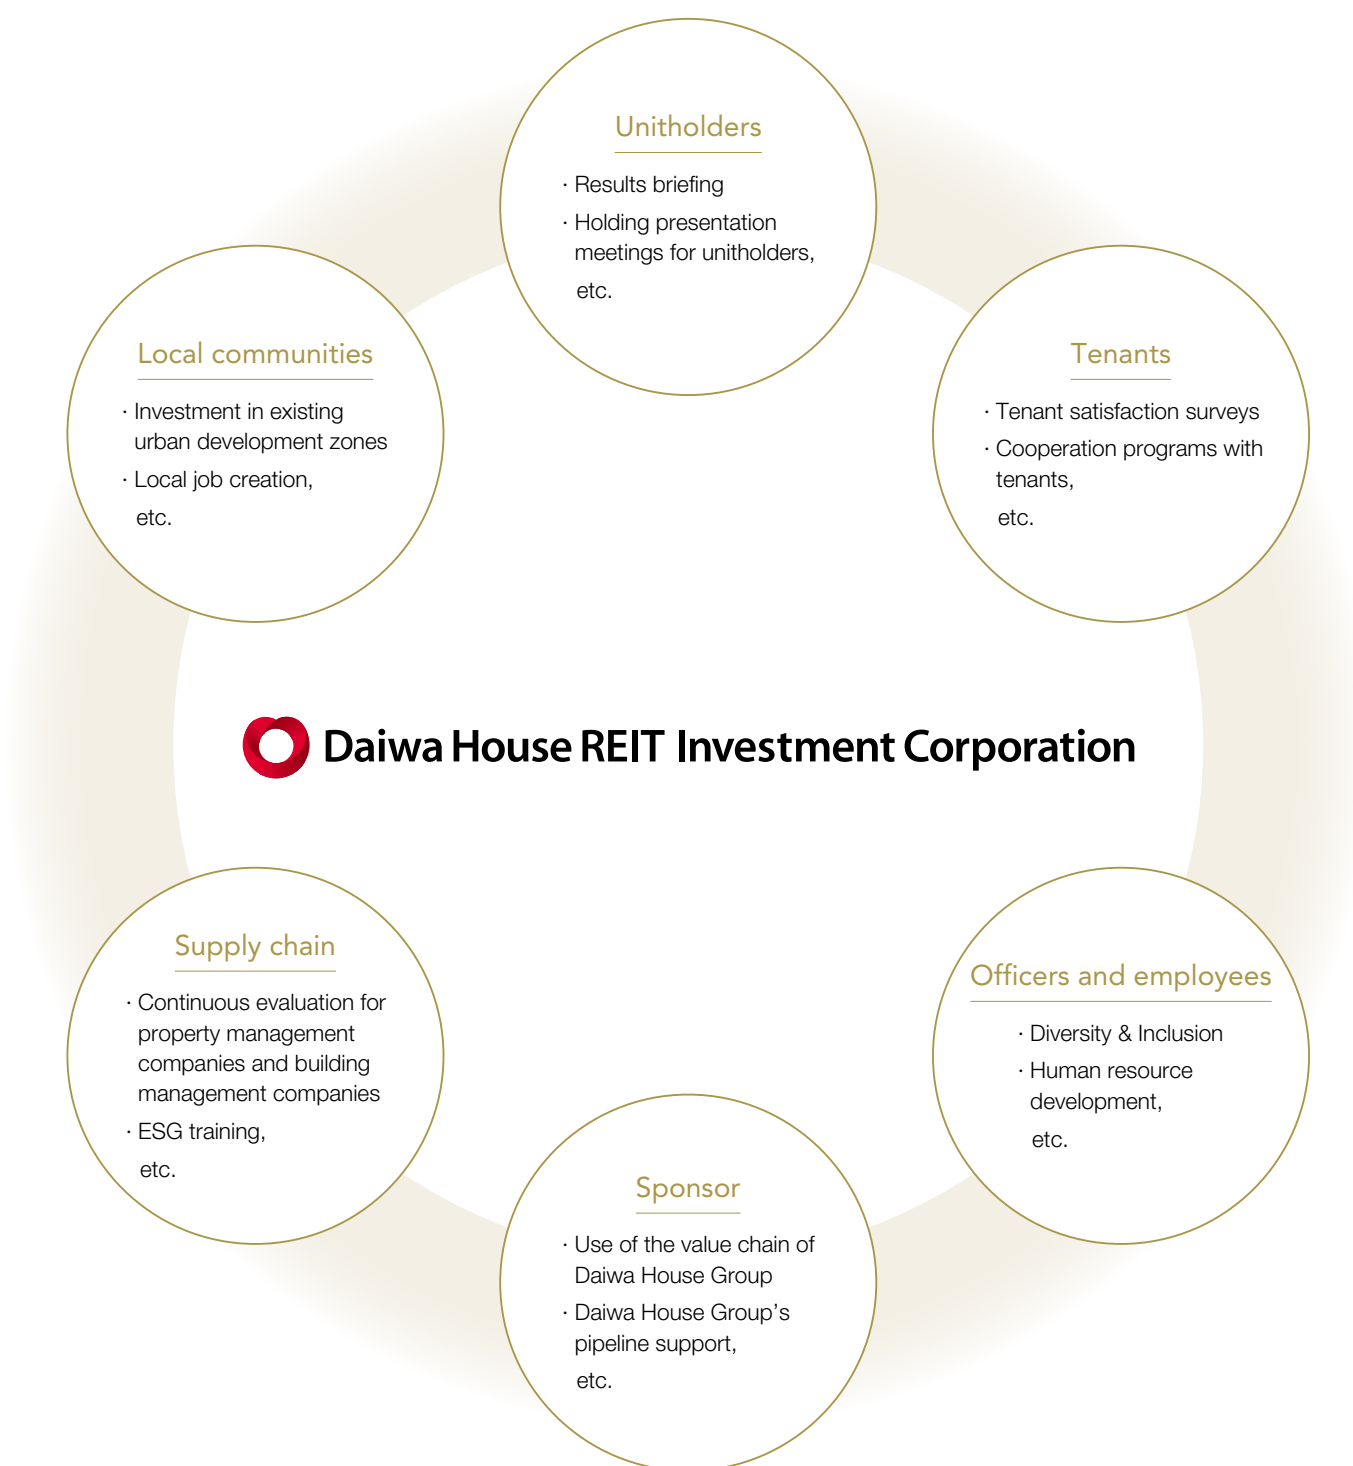 Unitholders
· Results briefing
· Holding presentation
meetings for unitholders,
etc.
Local communities
· Investment in existing
urban development zones
· Local job creation,
etc.
Tenants
· Tenant satisfaction surveys
· Cooperation programs with
tenants,
etc.
Daiwa House REIT Investment Corporation
Supply chain
· Continuous evaluation for
property management
companies and building
management companies
· ESG training,
etc.
Officers and employees
· Diversity & Inclusion
· Human resource
development,
etc.
Sponsor
· Use of the value chain of
Daiwa House Group
· Daiwa House Group’s
pipeline support,
etc.